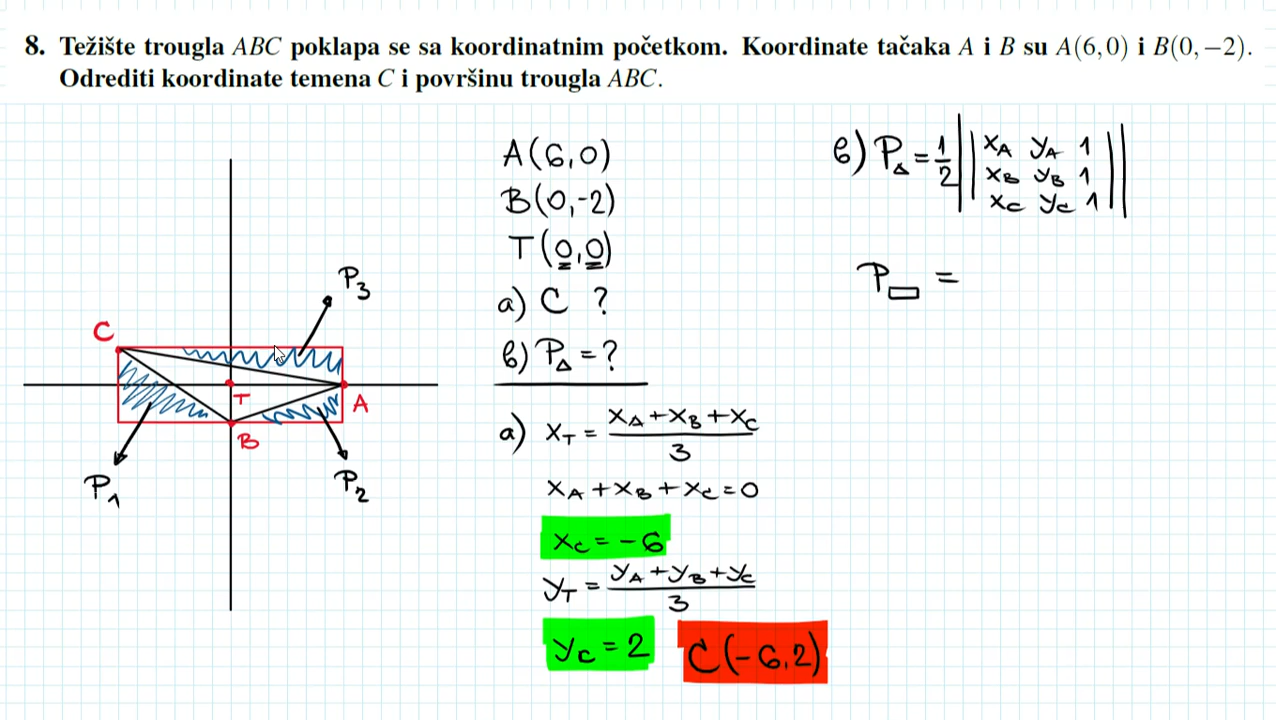 8. Težište trougla ABC poklapa se sa koordinatnim početkom. Koordinate tačaka A i B su A(6,0) i B(0,−2).
Odrediti koordinate temena C i površinu trougla ABC.
P₃
C
T
A
B
P₁
P₂
A(6,0)
B(0,-2)
T(0,0)
a) C ?
б) P△ = ?
a) x_T = (x_A + x_B + x_C)/3
x_A + x_B + x_C = 0
x_C = -6
y_T = (y_A + y_B + y_C)/3
y_C = 2
C(-6,2)
б) P△ = 1/2 || x_A y_A 1
x_B y_B 1
x_C y_C 1 ||
P▭ =